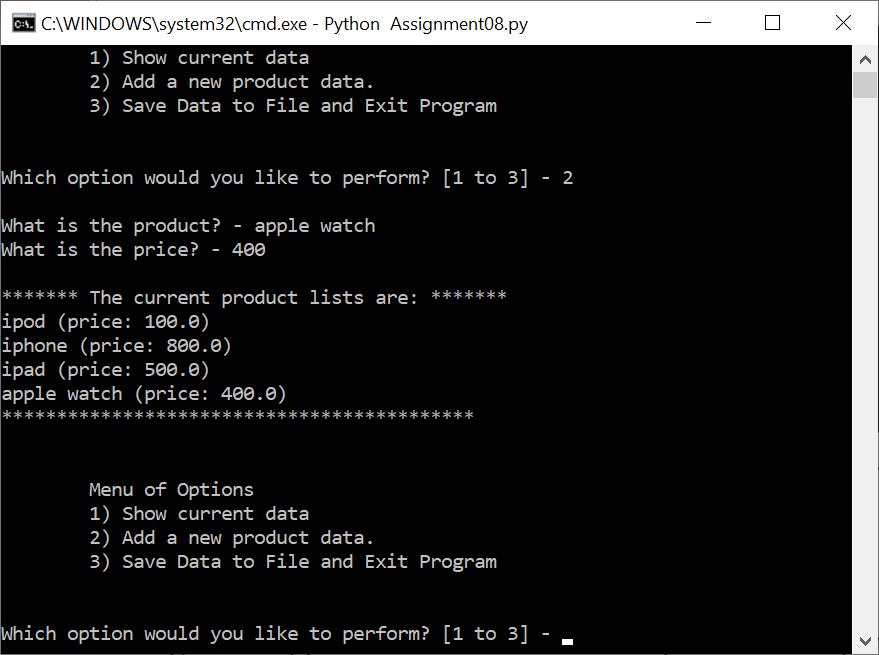 C:\WINDOWS\system32\cmd.exe - Python  Assignment08.py
        1) Show current data
        2) Add a new product data.
        3) Save Data to File and Exit Program
Which option would you like to perform? [1 to 3] - 2
What is the product? - apple watch
What is the price? - 400
******* The current product lists are: *******
ipod (price: 100.0)
iphone (price: 800.0)
ipad (price: 500.0)
apple watch (price: 400.0)
*******************************************
        Menu of Options
        1) Show current data
        2) Add a new product data.
        3) Save Data to File and Exit Program
Which option would you like to perform? [1 to 3] -